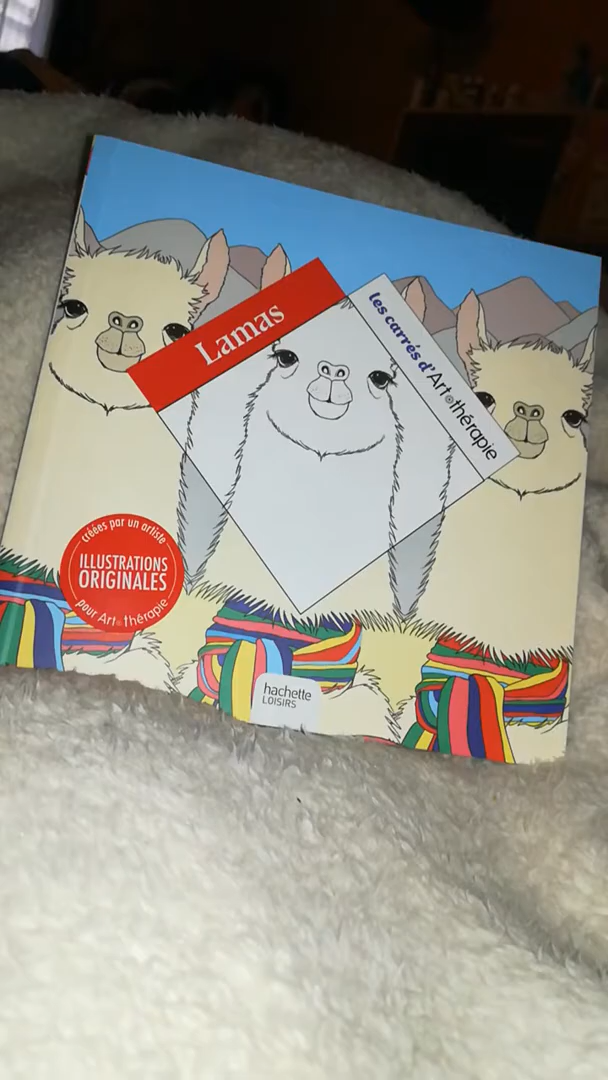 Lamas
les carrés d'Art thérapie
créées par un artiste
ILLUSTRATIONS
ORIGINALES
pour Art thérapie
hachette
LOISIRS